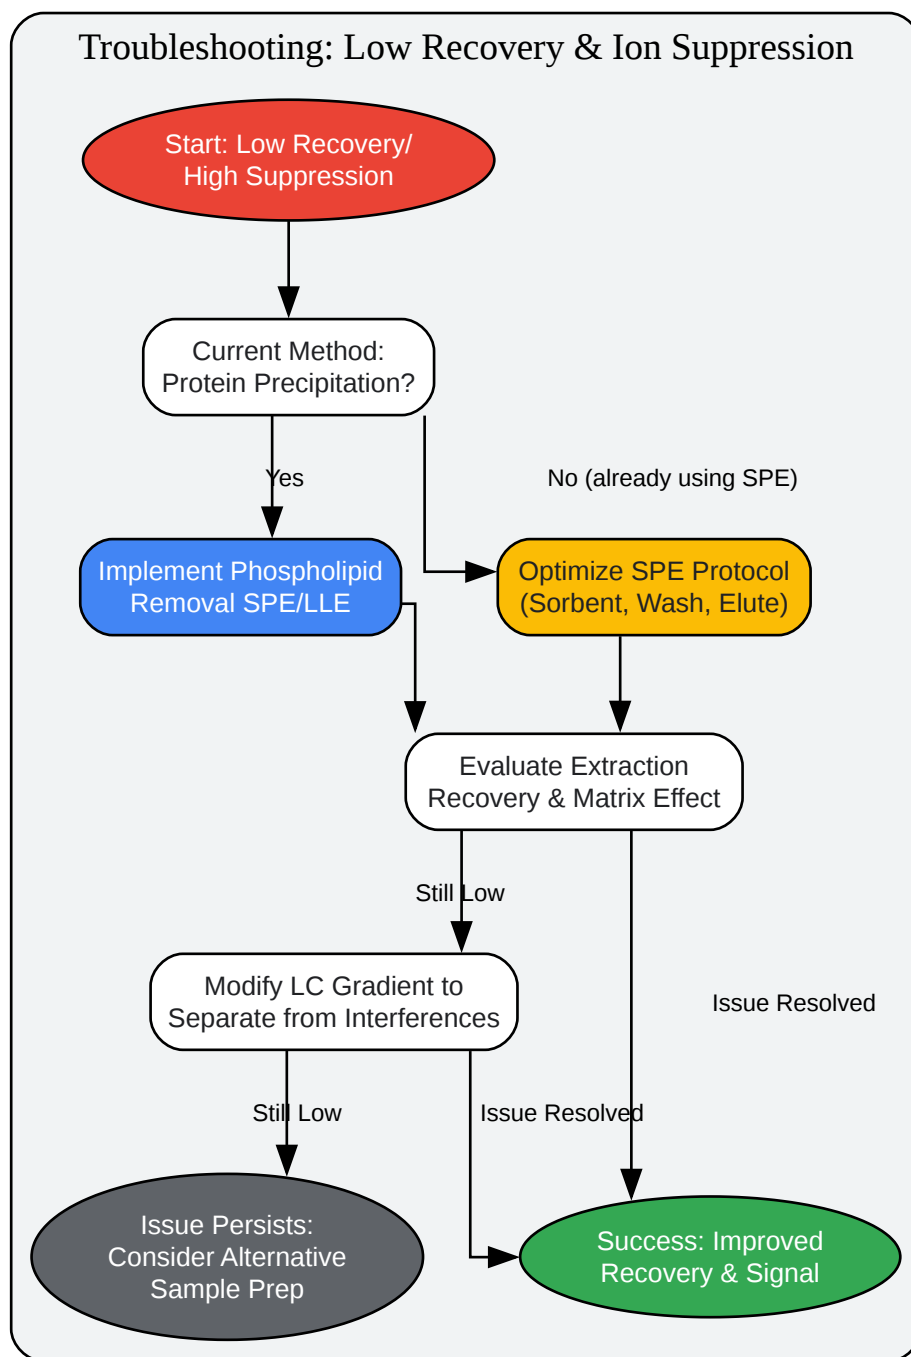 Troubleshooting: Low Recovery & Ion Suppression
Start: Low Recovery/
High Suppression
Current Method:
Protein Precipitation?
Yes
No (already using SPE)
Implement Phospholipid
Removal SPE/LLE
Optimize SPE Protocol
(Sorbent, Wash, Elute)
Evaluate Extraction
Recovery & Matrix Effect
Still Low
Modify LC Gradient to
Separate from Interferences
Issue Resolved
Still Low
Issue Resolved
Issue Persists:
Consider Alternative
Sample Prep
Success: Improved
Recovery & Signal